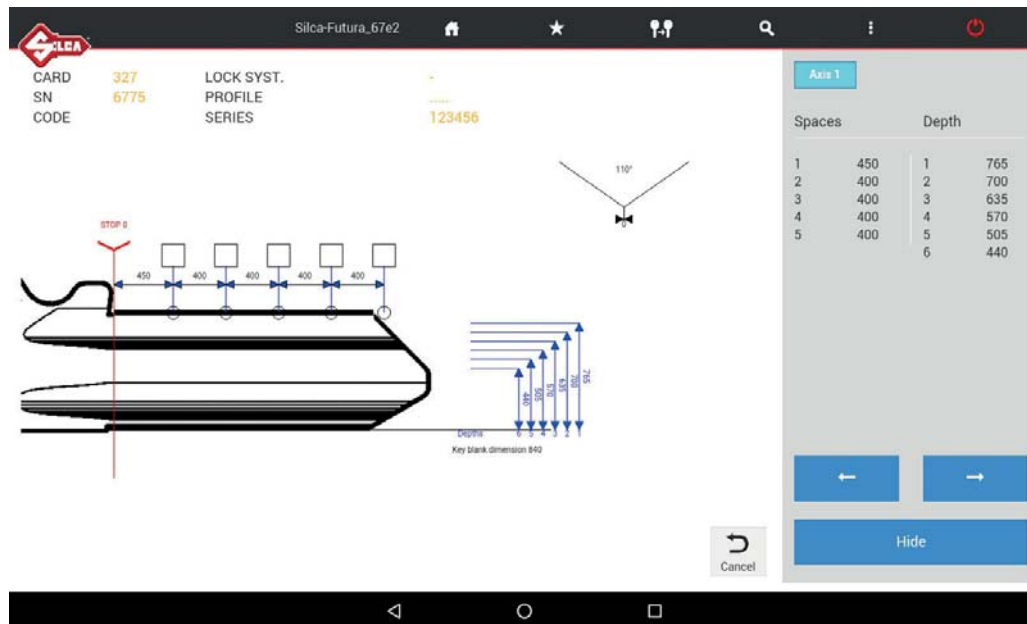 SILCA
Silca-Futura_67e2
CARD 327 LOCK SYST. -
SN 6775 PROFILE .....
CODE SERIES 123456
STOP 0
450 400 400 400 400
110°
0
440 505 570 635 700 765
Depths 6 5 4 3 2 1
Key blank dimension 840
Cancel
Axis 1
Spaces Depth
1 450 1 765
2 400 2 700
3 400 3 635
4 400 4 570
5 400 5 505
6 440
Hide